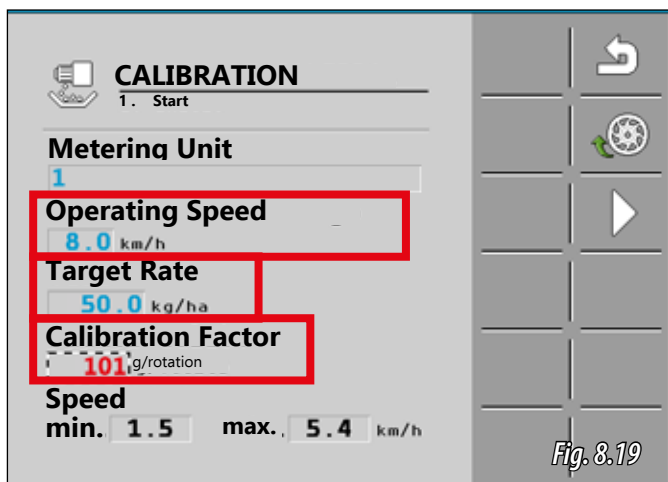 CALIBRATION
1. Start
Metering Unit
1
Operating Speed
8.0 km/h
Target Rate
50.0 kg/ha
Calibration Factor
101 g/rotation
Speed
min. 1.5 max. 5.4 km/h
Fig. 8.19